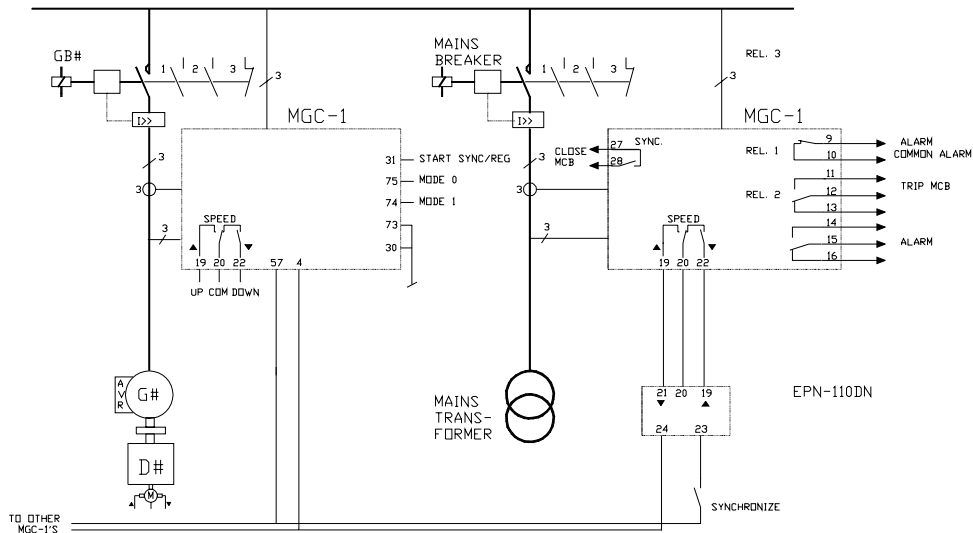 GB#
1 2 3
3
I>>
MGC-1
3
3
3
31 START SYNC/REG
75 MODE 0
74 MODE 1
73
30
SPEED
19 20 22 57 4
UP COM DOWN
AVR
G#
D#
M
TO OTHER
MGC-1'S
MAINS
BREAKER
1 2 3
3
REL. 3
I>>
MGC-1
3
3
3
CLOSE
MCB
27 SYNC.
28
REL. 1
9 ALARM
10 COMMON ALARM
11
REL. 2
12 TRIP MCB
13
14
15 ALARM
16
SPEED
19 20 22
21 20 19
24 23
EPN-110DN
MAINS
TRANS-
FORMER
SYNCHRONIZE